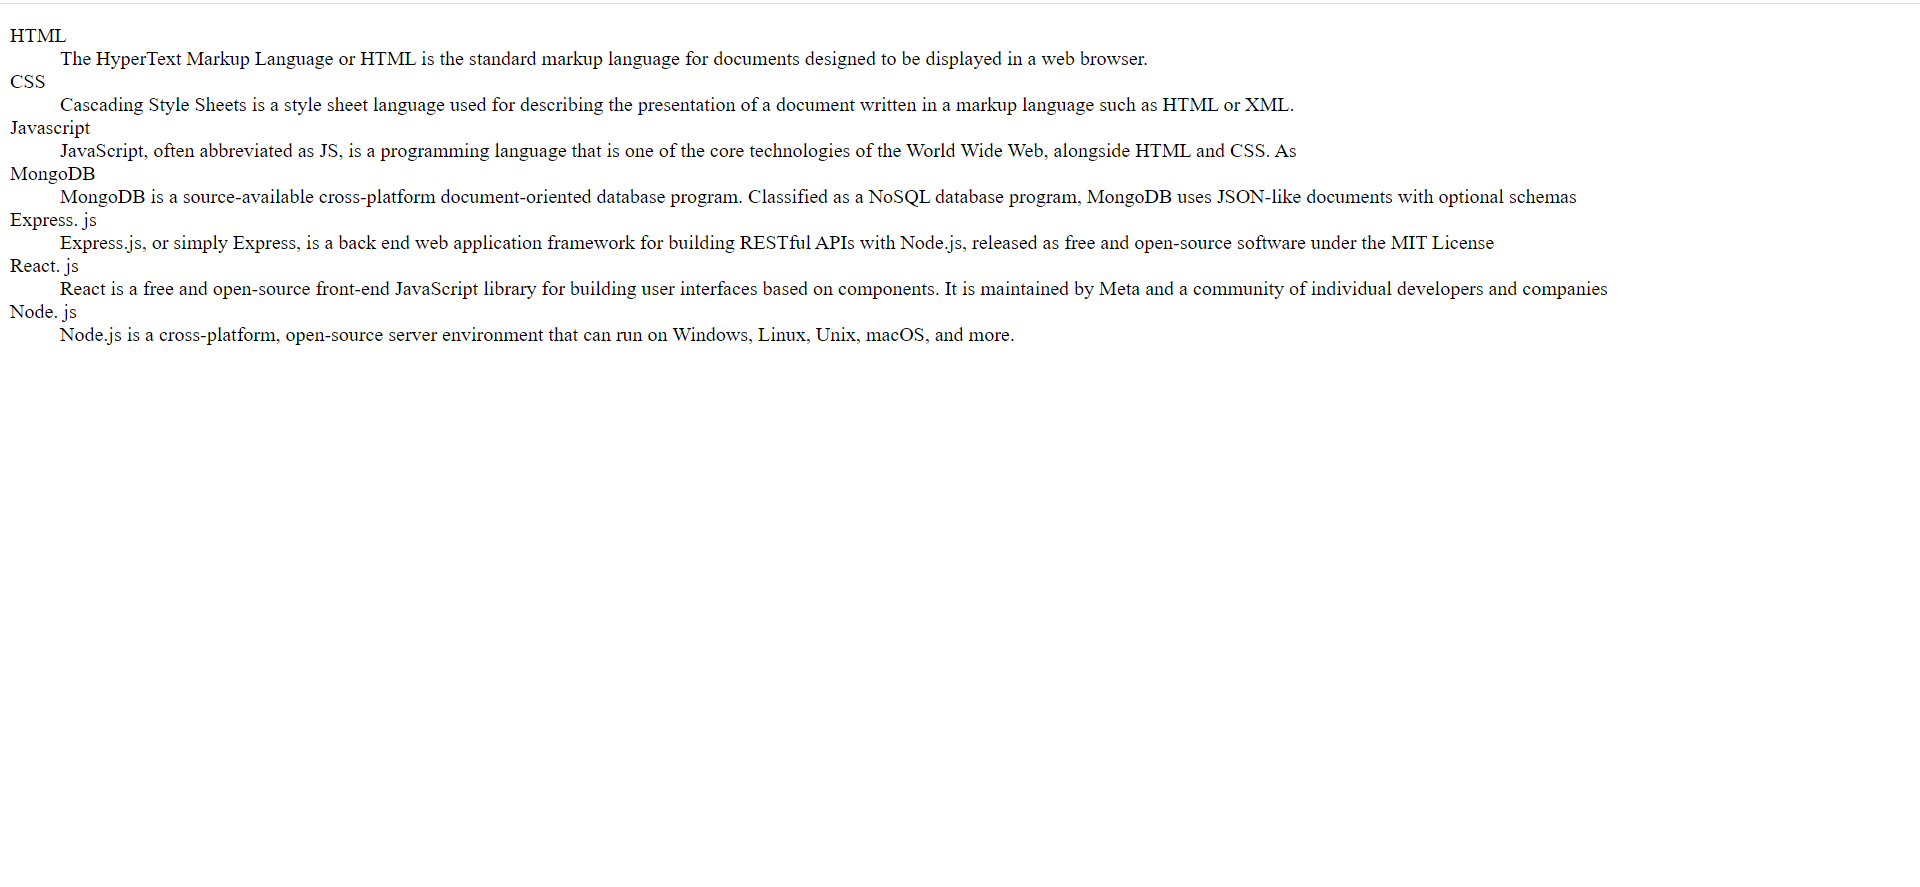 HTML
The HyperText Markup Language or HTML is the standard markup language for documents designed to be displayed in a web browser.
CSS
Cascading Style Sheets is a style sheet language used for describing the presentation of a document written in a markup language such as HTML or XML.
Javascript
JavaScript, often abbreviated as JS, is a programming language that is one of the core technologies of the World Wide Web, alongside HTML and CSS. As
MongoDB
MongoDB is a source-available cross-platform document-oriented database program. Classified as a NoSQL database program, MongoDB uses JSON-like documents with optional schemas
Express. js
Express.js, or simply Express, is a back end web application framework for building RESTful APIs with Node.js, released as free and open-source software under the MIT License
React. js
React is a free and open-source front-end JavaScript library for building user interfaces based on components. It is maintained by Meta and a community of individual developers and companies
Node. js
Node.js is a cross-platform, open-source server environment that can run on Windows, Linux, Unix, macOS, and more.